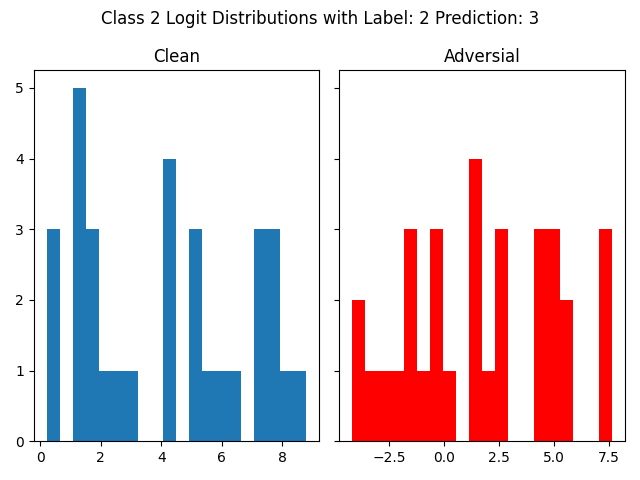 Class 2 Logit Distributions with Label: 2 Prediction: 3
Clean
Adversial
5
4
3
2
1
0
0 2 4 6 8
−2.5 0.0 2.5 5.0 7.5